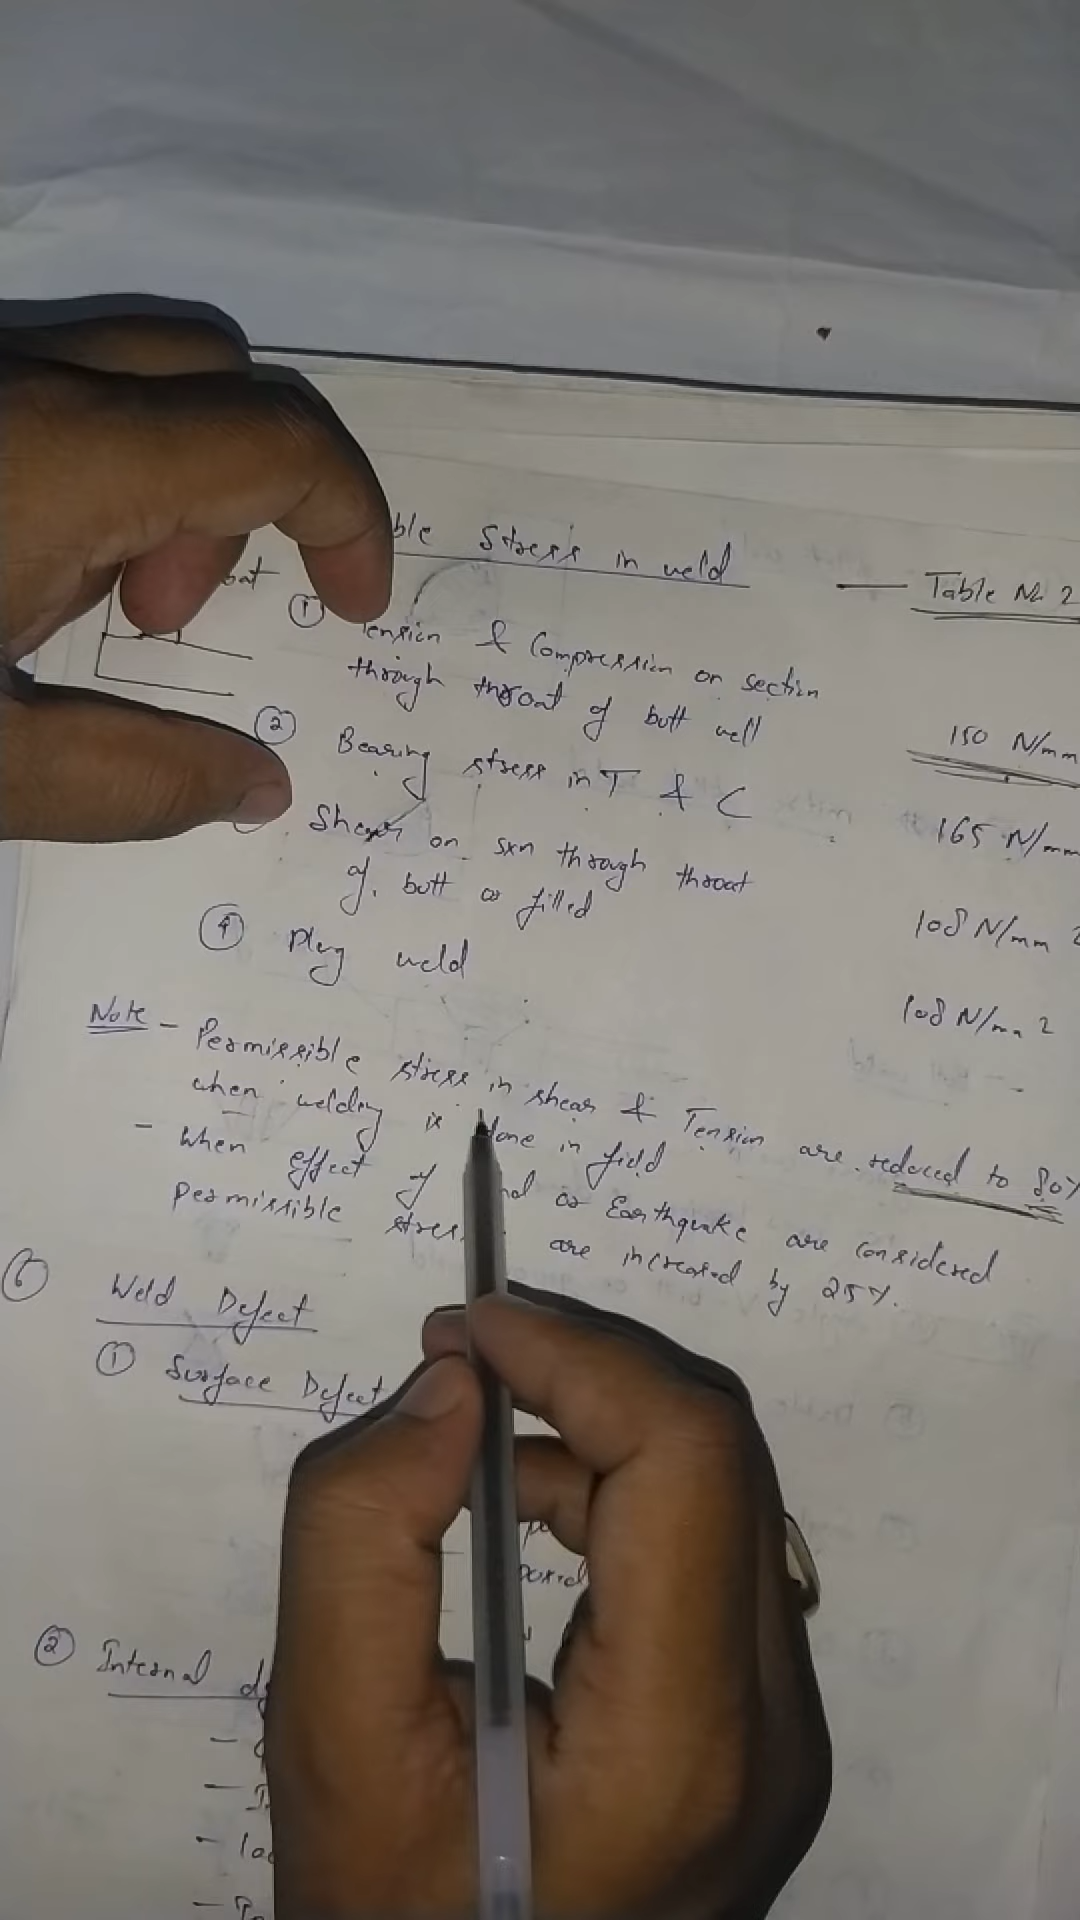 Stress in weld — Table No. 2
oat
① Tension & Compression on section
through throat of butt well 150 N/mm
② Bearing stress in T & C 165 N/mm
Shear on sxn through throat
of butt or filled 108 N/mm 2
④ Plug weld 108 N/mm 2
Note – Permissible stress in shear & Tension are reduced to 80%
when welding is done in field
– When effect of or Earthquake are considered
permissible stress are increased by 25%.
⑥ Weld Defect
① Surface Defect
② Internal